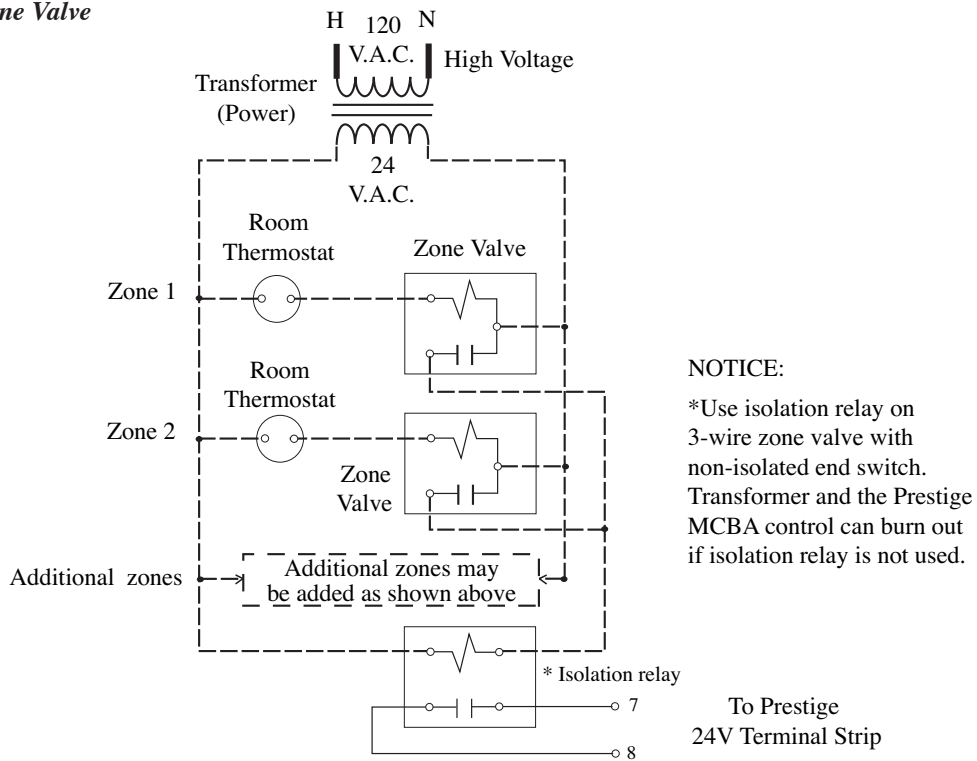 ne Valve
H 120 N
V.A.C.
High Voltage
Transformer
(Power)
24
V.A.C.
Room
Thermostat
Zone Valve
Zone 1
Room
Thermostat
Zone 2
Zone
Valve
NOTICE:
*Use isolation relay on
3-wire zone valve with
non-isolated end switch.
Transformer and the Prestige
MCBA control can burn out
if isolation relay is not used.
Additional zones
Additional zones may
be added as shown above
* Isolation relay
7
8
To Prestige
24V Terminal Strip